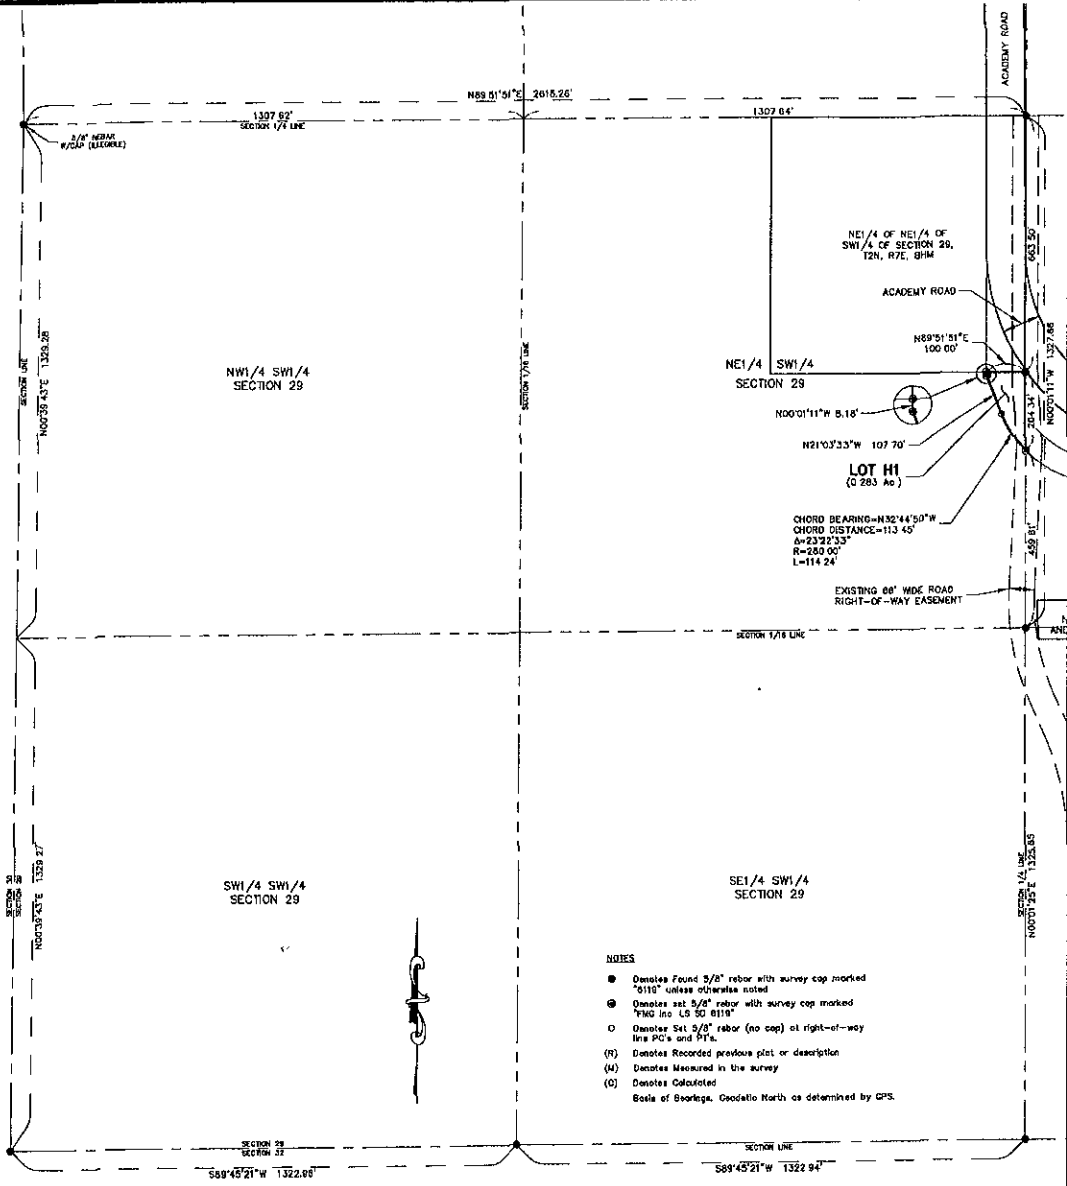 ACADEMY ROAD
N89°51'51"E 2615.26'
1307 62'
SECTION 1/4 LINE
1307 64'
5/8" REBAR
W/CAP (ILLEGIBLE)
NE1/4 OF NE1/4 OF
SW1/4 OF SECTION 29,
T2N, R7E, BHM
663 50'
ACADEMY ROAD
N89°51'51"E
100 00'
N00°01'11"W 1327.66
SECTION LINE
N00°39 43"E 1329.28
NW1/4 SW1/4
SECTION 29
SECTION 1/16 LINE
NE1/4 SW1/4
SECTION 29
N00°01'11"W 5.18'
204 34'
N21°03'33"W 107 70'
LOT H1
(0 283 Ac)
CHORD BEARING=N32°44'50"W
CHORD DISTANCE=113 45'
Δ=23°22'33"
R=280 00'
L=114 24'
459 81'
EXISTING 66' WIDE ROAD
RIGHT-OF-WAY EASEMENT
SECTION 1/16 LINE
AND
SECTION 30
SECTION 29
N00°39'43"E 1329 27
SW1/4 SW1/4
SECTION 29
SE1/4 SW1/4
SECTION 29
SECTION 1/4 LINE
N00°01'25"E 1325.85
NOTES
Denotes Found 5/8" rebar with survey cap marked
"6119" unless otherwise noted
Denotes set 5/8" rebar with survey cap marked
"FMG Inc LS SD 6119"
Denotes Set 5/8" rebar (no cap) at right-of-way
line PC's and PT's.
(R) Denotes Recorded previous plat or description
(M) Denotes Measured in the survey
(C) Denotes Calculated
Basis of Bearings, Geodetic North as determined by GPS.
SECTION 29
SECTION 32
S89°45'21"W 1322.96'
SECTION LINE
S89°45'21"W 1322 94'